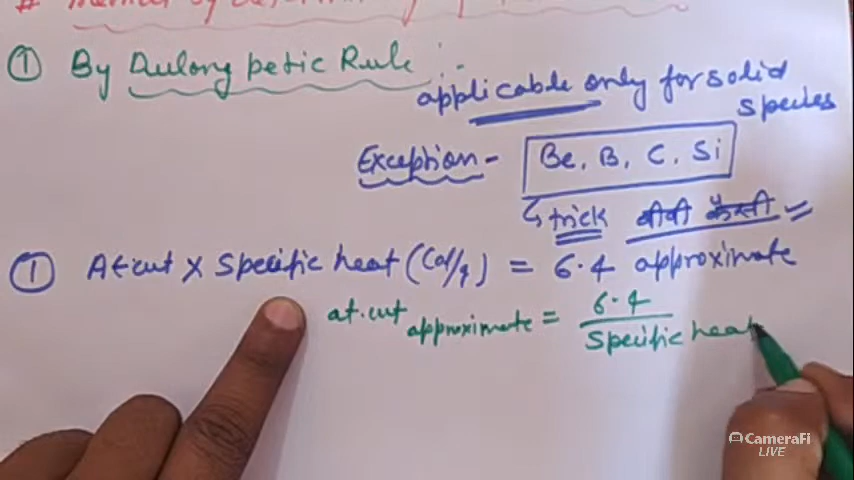 ① By Dulong petic Rule :-
applicable only for solid
species
Exception - Be, B, C, Si
↳ trick
① At.wt × Specific heat (Cal/g) = 6.4 approximate
at.wt approximate = 6.4
Specific heat
CameraFi
LIVE